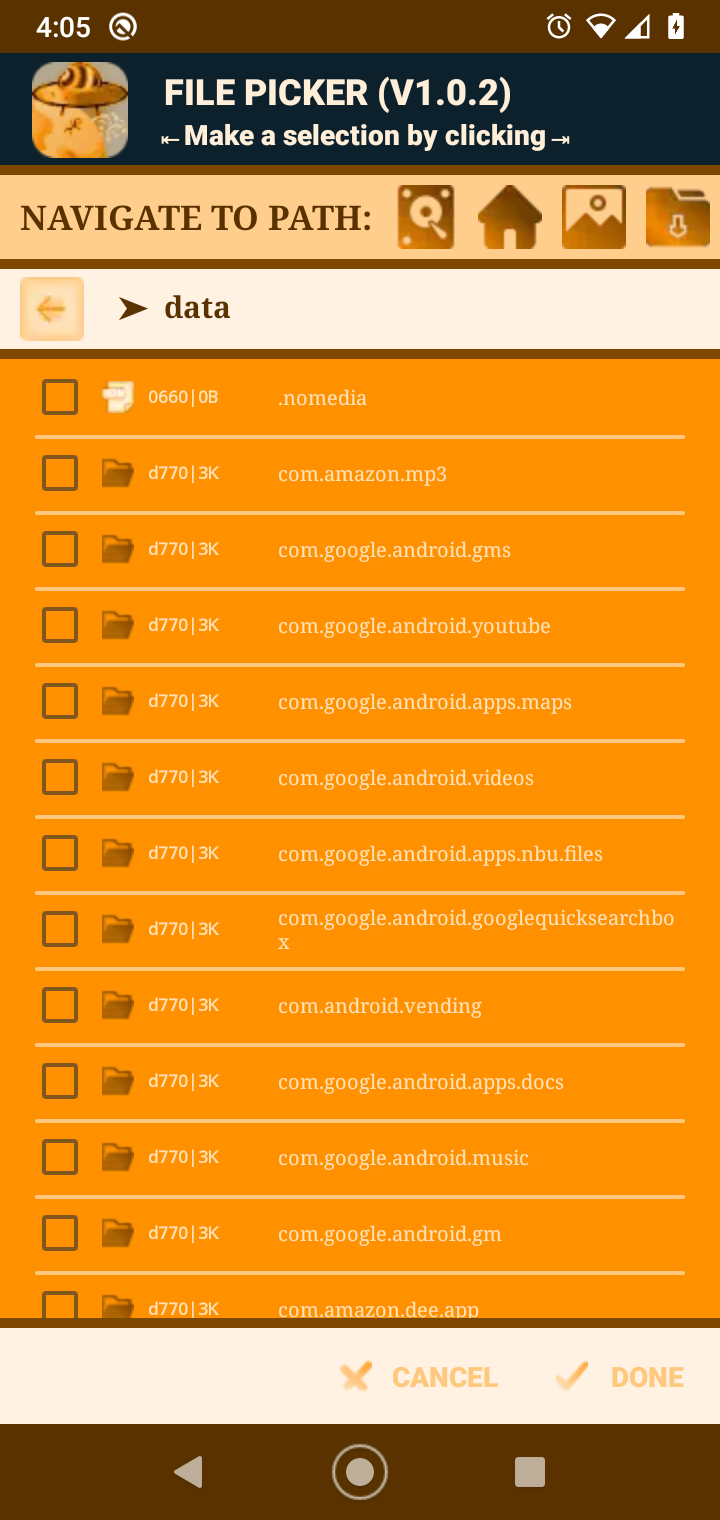 4:05
FILE PICKER (V1.0.2)
⇤ Make a selection by clicking ⇥
NAVIGATE TO PATH:
➤ data
0660|0B .nomedia
d770|3K com.amazon.mp3
d770|3K com.google.android.gms
d770|3K com.google.android.youtube
d770|3K com.google.android.apps.maps
d770|3K com.google.android.videos
d770|3K com.google.android.apps.nbu.files
d770|3K com.google.android.googlequicksearchbo
x
d770|3K com.android.vending
d770|3K com.google.android.apps.docs
d770|3K com.google.android.music
d770|3K com.google.android.gm
d770|3K com.amazon.dee.app
CANCEL DONE